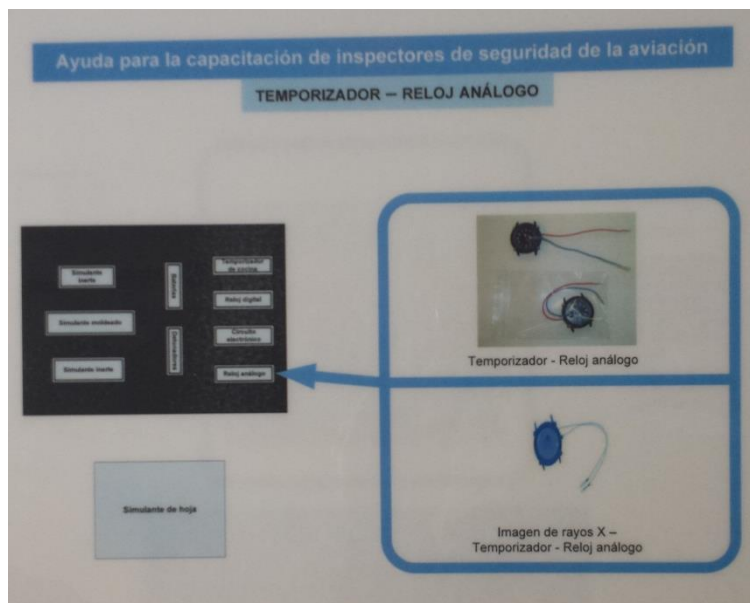 Ayuda para la capacitación de inspectores de seguridad de la aviación
TEMPORIZADOR – RELOJ ANÁLOGO
Simulante
inerte
Simulante moldeado
Simulante inerte
Baterías
Detonadores
Temporizador
de cocina
Reloj digital
Circuito
electrónico
Reloj análogo
Simulante de hoja
Temporizador - Reloj análogo
Imagen de rayos X –
Temporizador - Reloj análogo